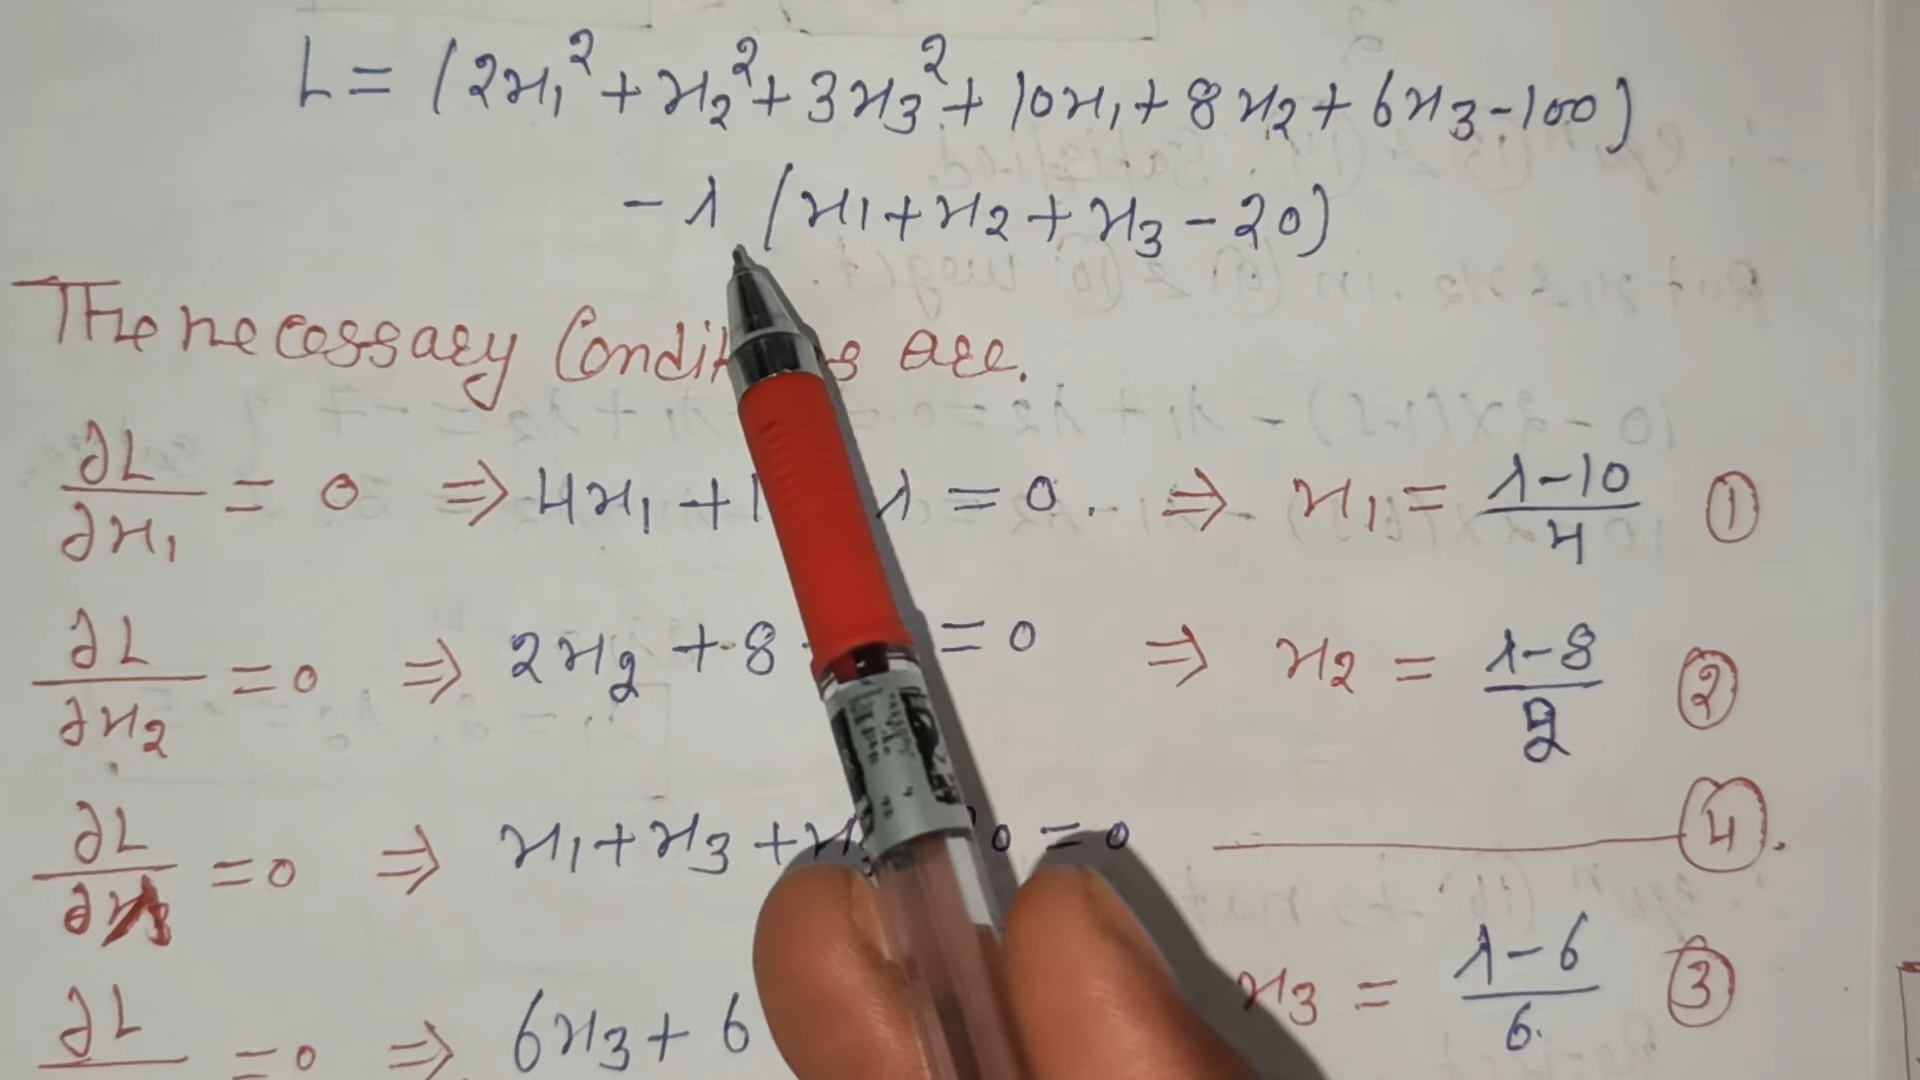 L = (2x₁² + x₂² + 3x₃² + 10x₁ + 8x₂ + 6x₃ - 100)
- λ (x₁ + x₂ + x₃ - 20)
The necessary are.
∂L/∂x₁ = 0 ⇒ 4x₁ + 1 λ = 0. ⇒ x₁ = (λ-10)/4 ①
∂L/∂x₂ = 0 ⇒ 2x₂ + 8 = 0 ⇒ x₂ = (λ-8)/2 ②
∂L = 0 ⇒ x₁ + x₃ + x 0 = 0 ④.
∂L = 0 ⇒ 6x₃ + 6 x₃ = (λ-6)/6. ③